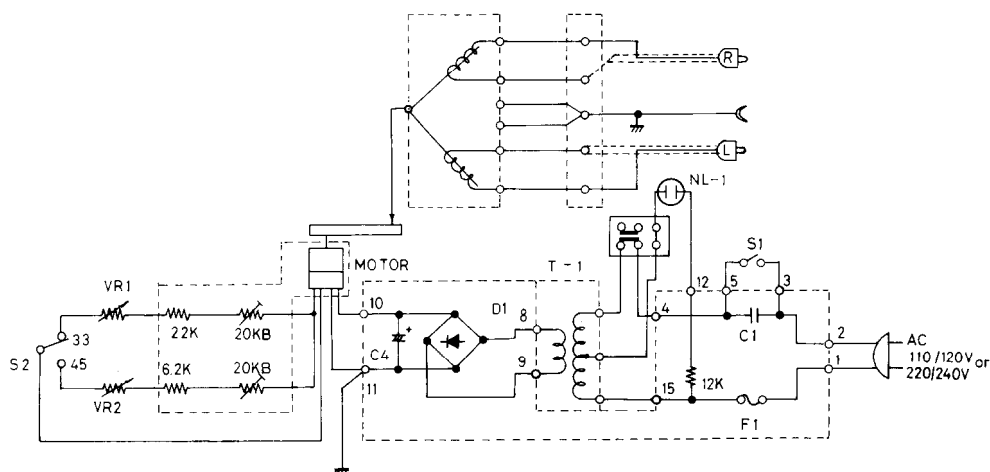 R
L
NL-1
S1
T-1
MOTOR
12
5
3
VR1
10
D1
8
4
C1
2
AC
110/120V or
220/240V
22K
20KB
33
S2
45
6.2K
20KB
C4
9
1
VR2
11
15
12K
F1